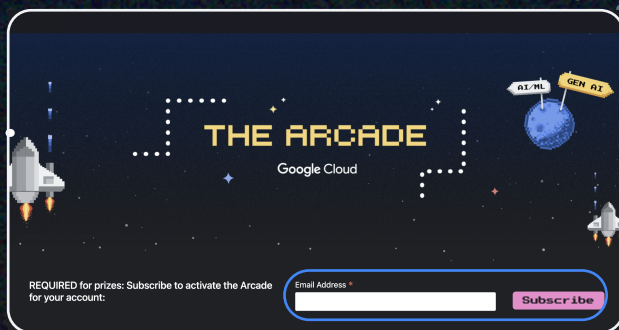 AI/ML
GEN AI
THE ARCADE
Google Cloud
REQUIRED for prizes: Subscribe to activate the Arcade
for your account:
Email Address *
Subscribe